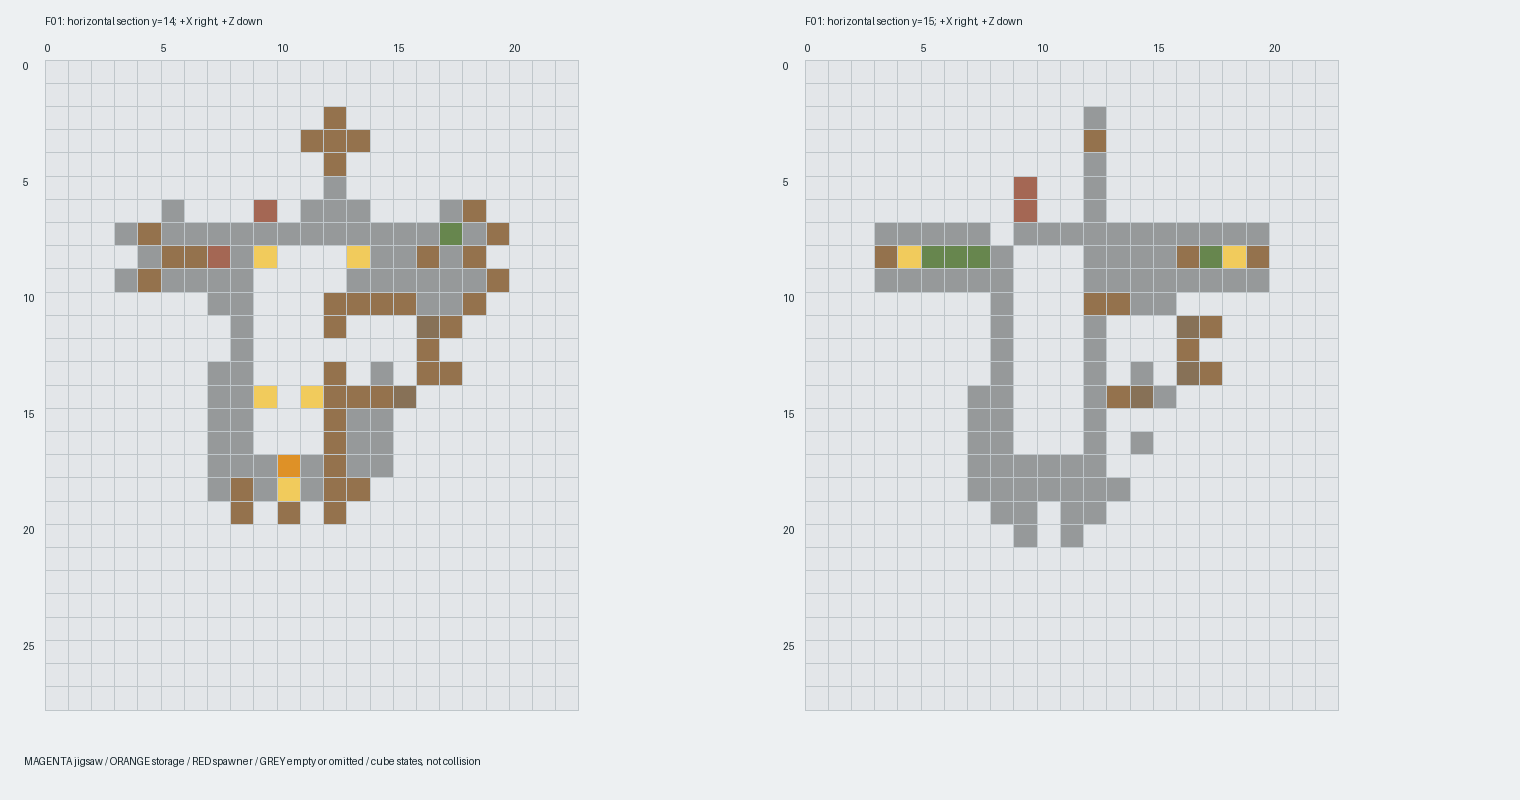 F01: horizontal section y=14; +X right, +Z down
F01: horizontal section y=15; +X right, +Z down
0 5 10 15 20
0 5 10 15 20
0 0
5 5
10 10
15 15
20 20
25 25
MAGENTA jigsaw / ORANGE storage / RED spawner / GREY empty or omitted / cube states, not collision